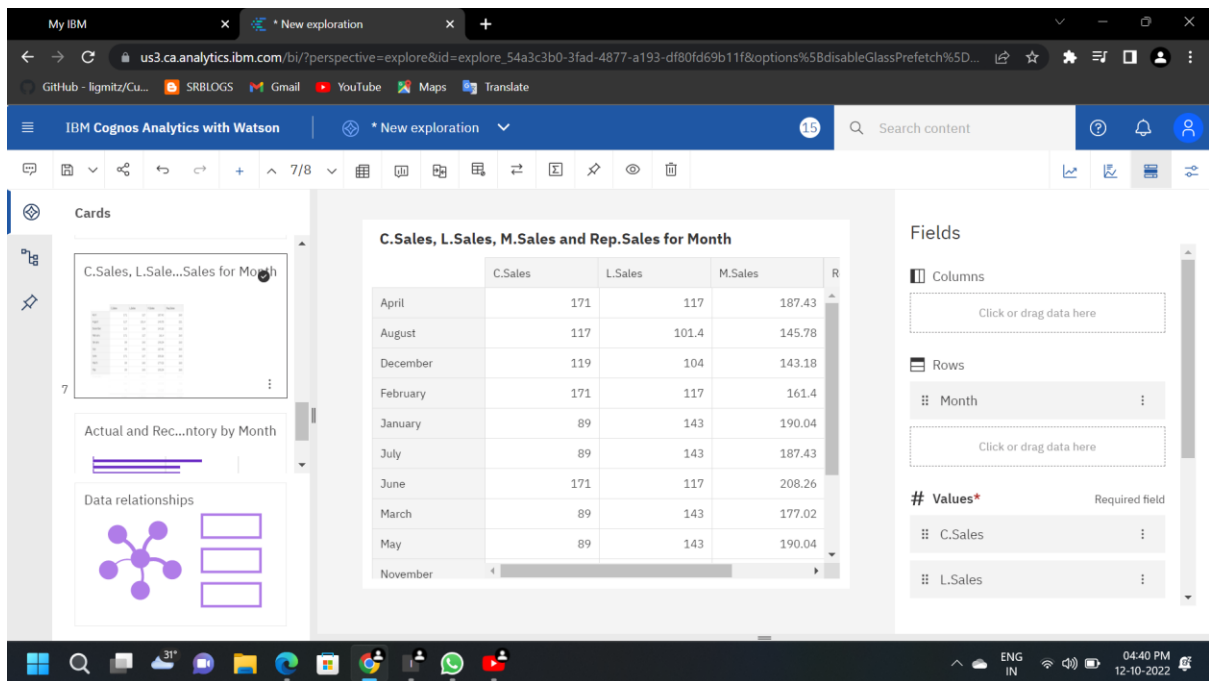 My IBM
* New exploration
us3.ca.analytics.ibm.com/bi/?perspective=explore&id=explore_54a3c3b0-3fad-4877-a193-df80fd69b11f&options%5BdisableGlassPrefetch%5D...
GitHub - ligmitz/Cu... SRBLOGS Gmail YouTube Maps Translate
IBM Cognos Analytics with Watson * New exploration 15 Search content
7/8
Cards
C.Sales, L.Sale...Sales for Month
7
Actual and Rec...ntory by Month
Data relationships
C.Sales, L.Sales, M.Sales and Rep.Sales for Month
C.Sales L.Sales M.Sales R
April 171 117 187.43
August 117 101.4 145.78
December 119 104 143.18
February 171 117 161.4
January 89 143 190.04
July 89 143 187.43
June 171 117 208.26
March 89 143 177.02
May 89 143 190.04
November
Fields
Columns
Click or drag data here
Rows
Month
Click or drag data here
# Values* Required field
C.Sales
L.Sales
31°
ENG
IN
04:40 PM
12-10-2022